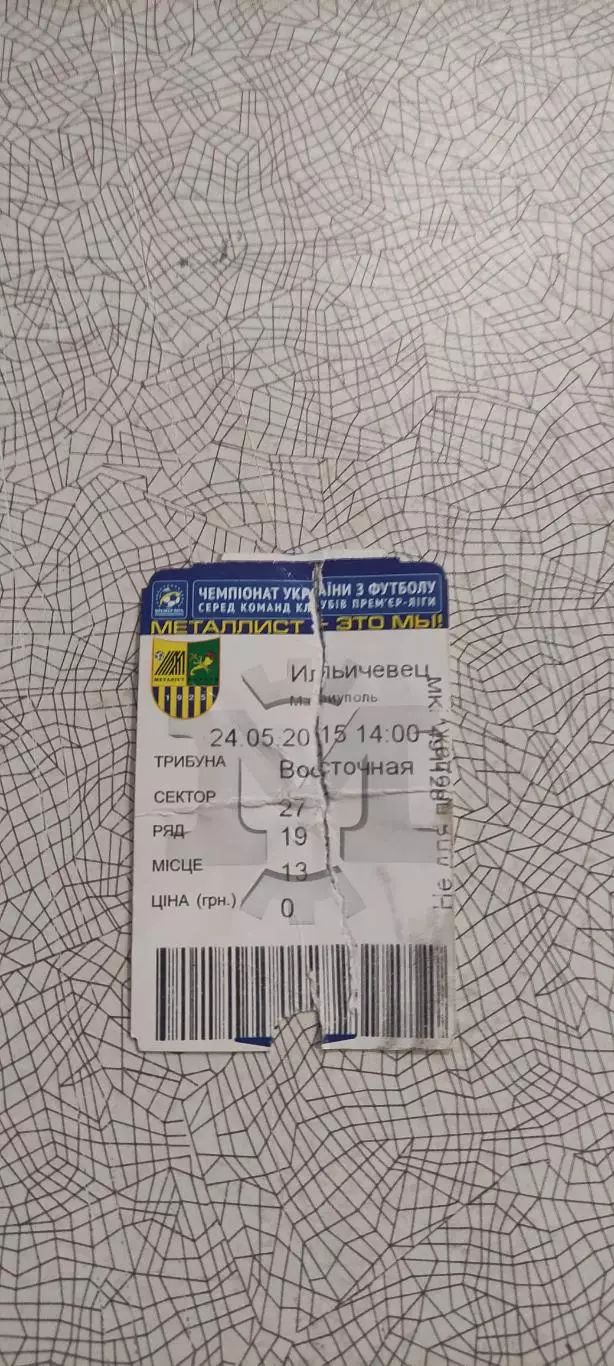 ЧЕМПІОНАТ УКРАЇНИ З ФУТБОЛУ
СЕРЕД КОМАНД КЛУБІВ ПРЕМ'ЄР-ЛІГИ
МЕТАЛЛИСТ - ЭТО МЫ!
МЕТАЛІСТ
1925
Ильичевец
Мариуполь
24.05.2015 14:00
ТРИБУНА Восточная
СЕКТОР 27
РЯД 19
МІСЦЕ 13
ЦІНА (грн.) 0
Не для